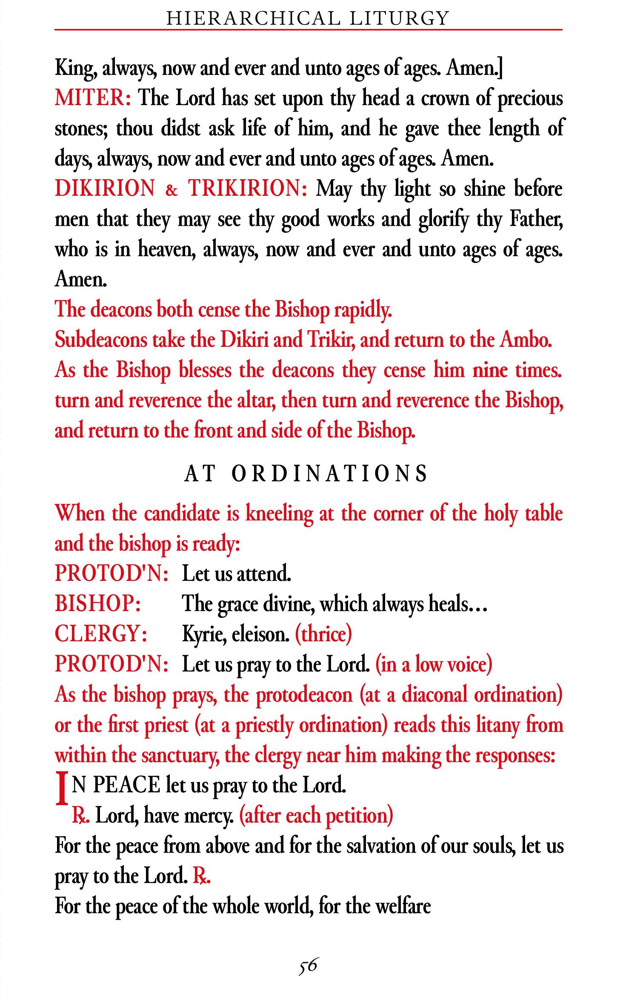 HIERARCHICAL LITURGY
King, always, now and ever and unto ages of ages. Amen.]
MITER: The Lord has set upon thy head a crown of precious
stones; thou didst ask life of him, and he gave thee length of
days, always, now and ever and unto ages of ages. Amen.
DIKIRION & TRIKIRION: May thy light so shine before
men that they may see thy good works and glorify thy Father,
who is in heaven, always, now and ever and unto ages of ages.
Amen.
The deacons both cense the Bishop rapidly.
Subdeacons take the Dikiri and Trikir, and return to the Ambo.
As the Bishop blesses the deacons they cense him nine times.
turn and reverence the altar, then turn and reverence the Bishop,
and return to the front and side of the Bishop.
AT ORDINATIONS
When the candidate is kneeling at the corner of the holy table
and the bishop is ready:
PROTOD'N: Let us attend.
BISHOP: The grace divine, which always heals…
CLERGY: Kyrie, eleison. (thrice)
PROTOD'N: Let us pray to the Lord. (in a low voice)
As the bishop prays, the protodeacon (at a diaconal ordination)
or the first priest (at a priestly ordination) reads this litany from
within the sanctuary, the clergy near him making the responses:
IN PEACE let us pray to the Lord.
℞. Lord, have mercy. (after each petition)
For the peace from above and for the salvation of our souls, let us
pray to the Lord. ℞.
For the peace of the whole world, for the welfare
56